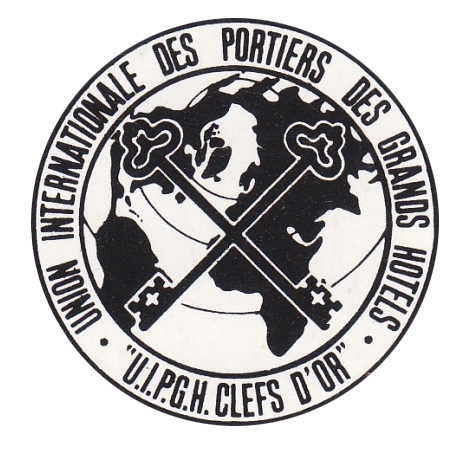 UNION INTERNATIONALE DES PORTIERS DES GRANDS HOTELS
• "U.I.P.G.H. CLEFS D'OR" •